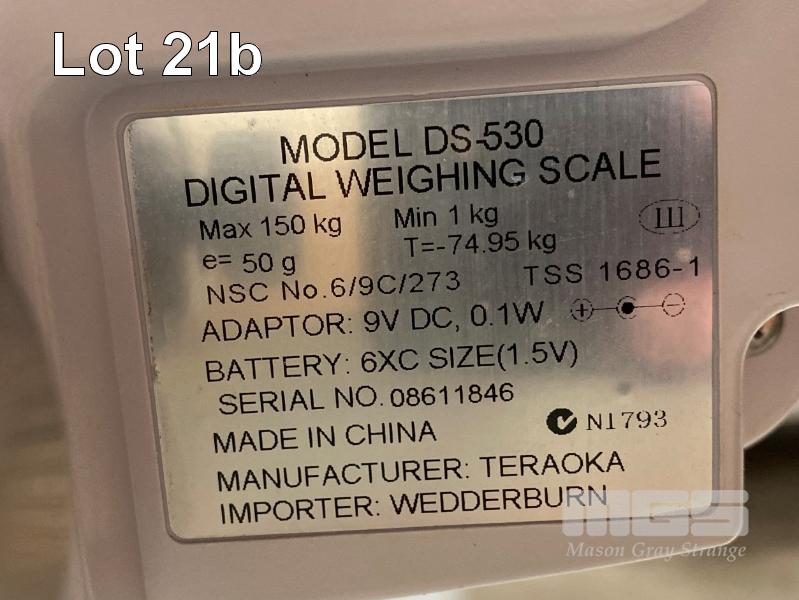 Lot 21b
MODEL DS-530
DIGITAL WEIGHING SCALE
Max 150 kg Min 1 kg III
e= 50 g T=-74.95 kg
NSC No.6/9C/273 TSS 1686-1
ADAPTOR: 9V DC, 0.1W + −
BATTERY: 6XC SIZE(1.5V)
SERIAL NO. 08611846
MADE IN CHINA N1793
MANUFACTURER: TERAOKA
IMPORTER: WEDDERBURN
MGS
Mason Gray Strange